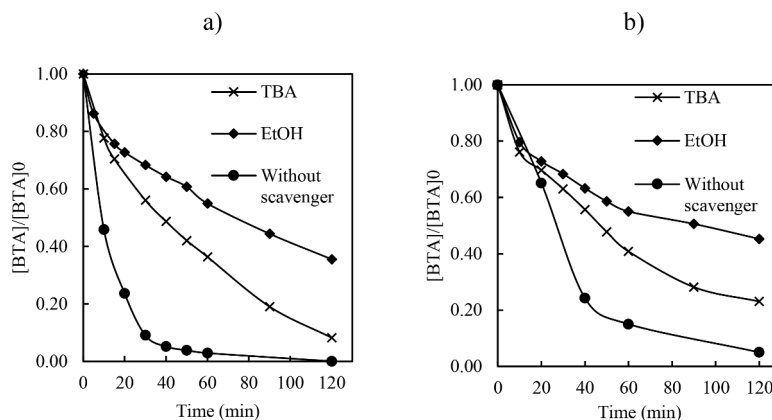 a)
b)
1.00
0.80
0.60
0.40
0.20
0.00
[BTA]/[BTA]0
TBA
EtOH
Without
scavenger
0 20 40 60 80 100 120
Time (min)
1.00
0.80
0.60
0.40
0.20
0.00
[BTA]/[BTA]0
TBA
EtOH
Without
scavenger
0 20 40 60 80 100 120
Time (min)